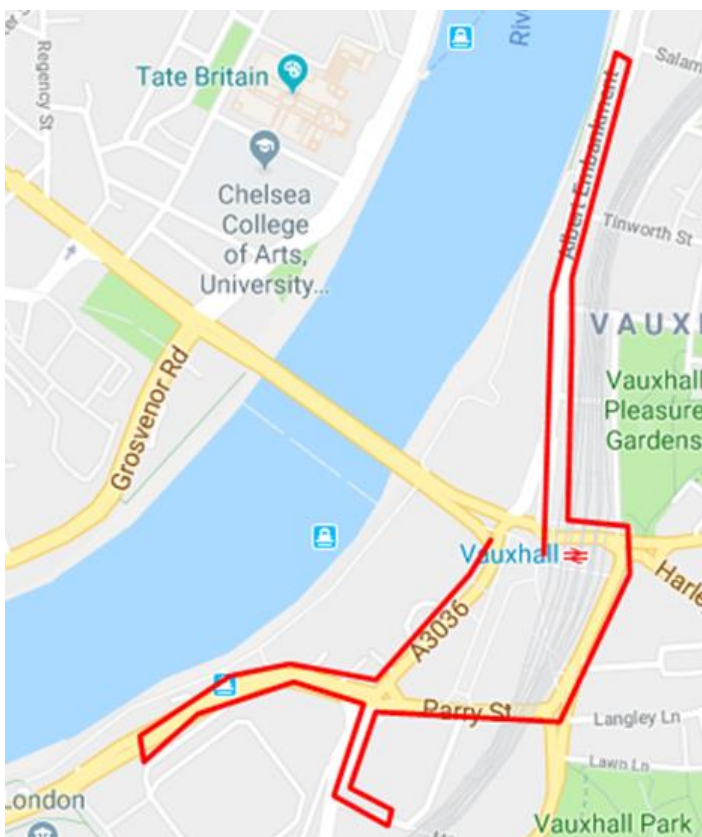 Regency St
Tate Britain
Chelsea
College
of Arts,
University...
Grosvenor Rd
Albert Embankment
Tinworth St
Vauxhall
Pleasure
Gardens
Vauxhall
A3036
Parry St
Langley Ln
Lawn Ln
London
Vauxhall Park